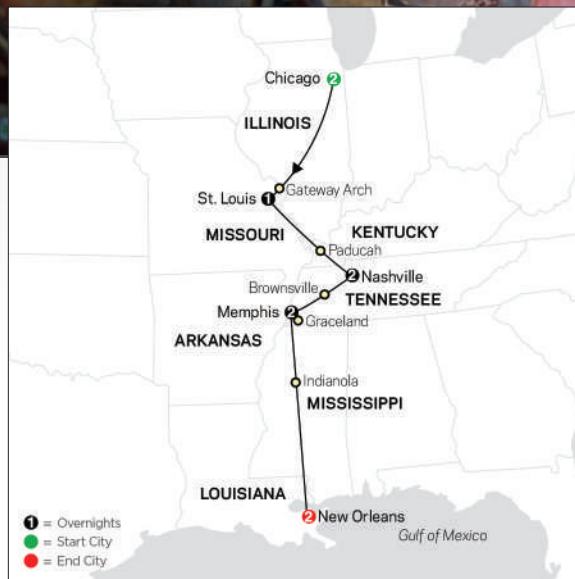 Chicago 2
ILLINOIS
Gateway Arch
St. Louis 1
MISSOURI
KENTUCKY
Paducah
2 Nashville
Brownsville
TENNESSEE
Memphis 2
Graceland
ARKANSAS
Indianola
MISSISSIPPI
LOUISIANA
2 New Orleans
Gulf of Mexico
1 = Overnights
= Start City
= End City